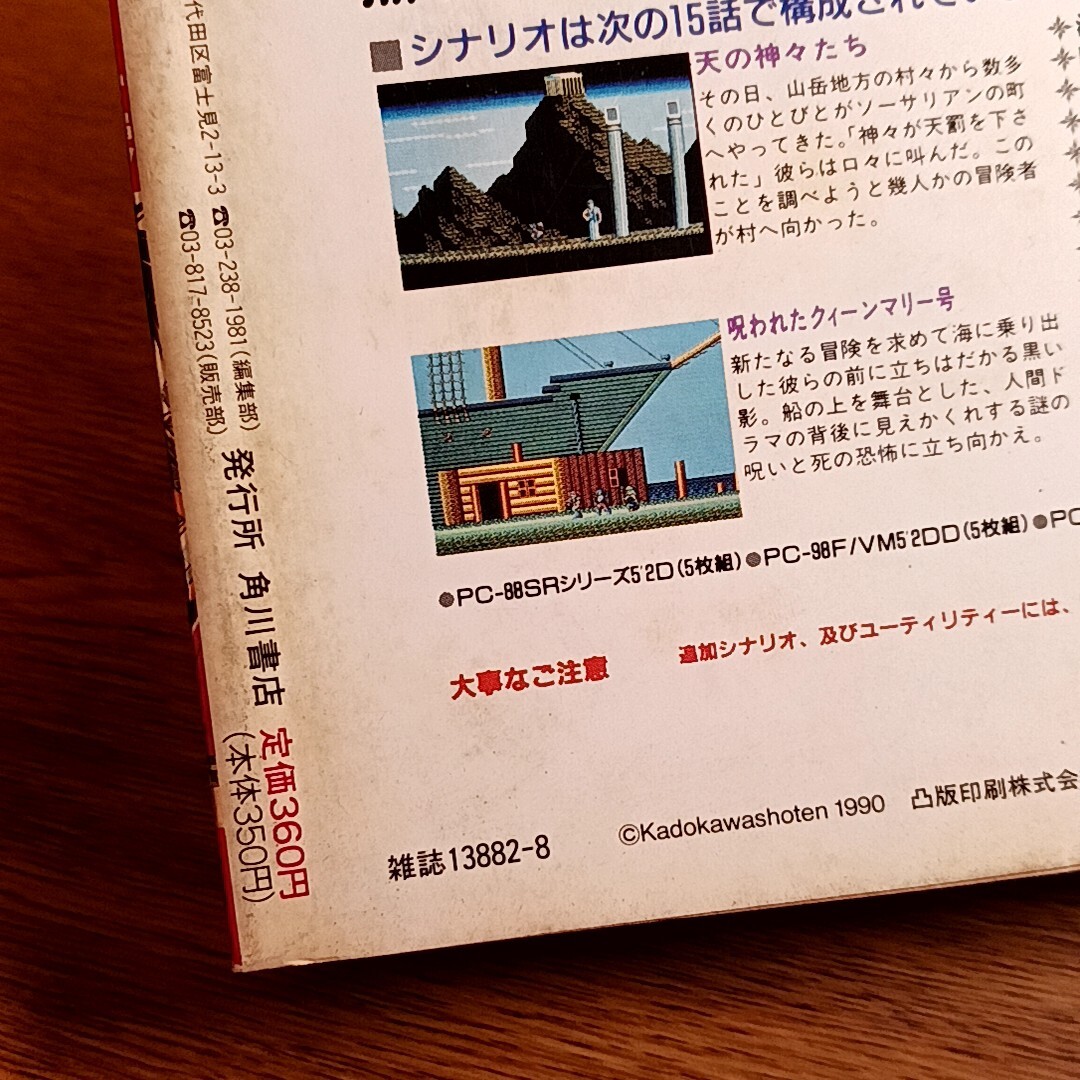 シナリオは次の15話で構成されてい
天の神々たち
その日、山岳地方の村々から数多
くのひとびとがソーサリアンの町
へやってきた。「神々が天罰を下さ
れた」彼らは口々に叫んだ。この
ことを調べようと幾人かの冒険者
が村へ向かった。
呪われたクィーンマリー号
新たなる冒険を求めて海に乗り出
した彼らの前に立ちはだかる黒い
影。船の上を舞台とした、人間ド
ラマの背後に見えかくれする謎の
呪いと死の恐怖に立ち向かえ。
●PC-88SRシリーズ5"2D(5枚組)●PC-98F/VM5"2DD(5枚組)●PC
大事なご注意
追加シナリオ、及びユーティリティーには、
雑誌13882-8
©Kadokawashoten 1990
凸版印刷株式会
代田区富士見2-13-3 ☎03-238-1981(編集部)
☎03-817-8523(販売部)
発行所 角川書店
定価360円
(本体350円)